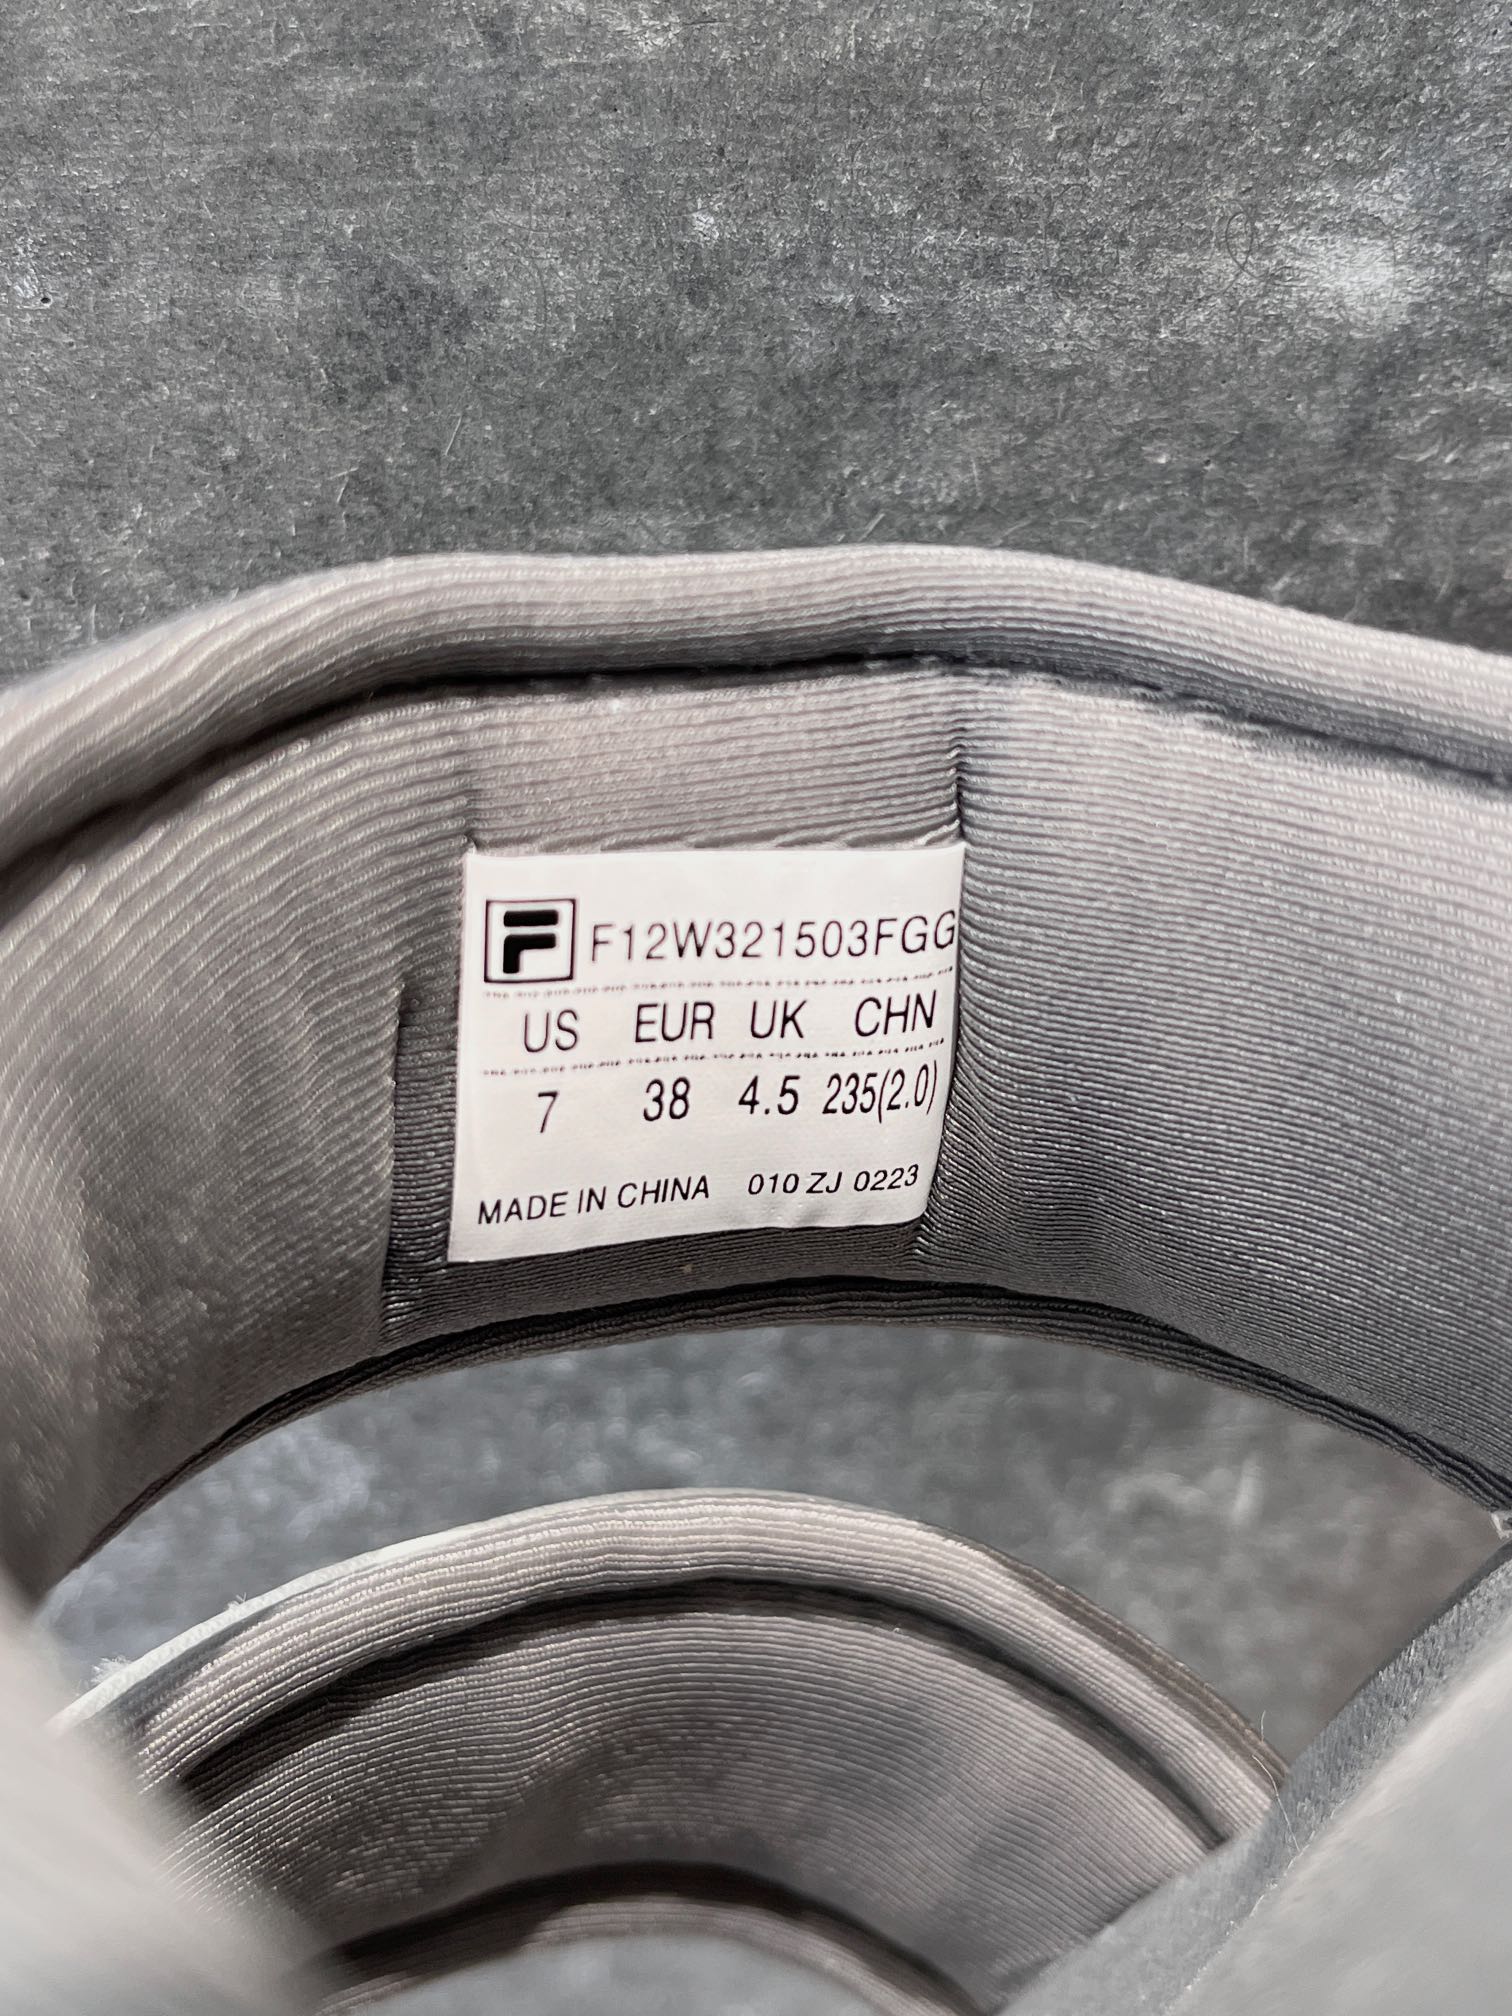 F F12W321503FGG
US EUR UK CHN
7 38 4.5 235(2.0)
MADE IN CHINA 010 ZJ 0223